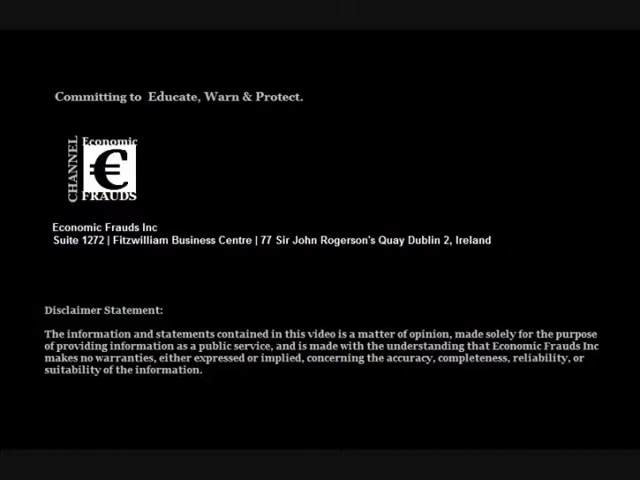 Committing to Educate, Warn & Protect.
CHANNEL
Economic
€
FRAUDS
Economic Frauds Inc
Suite 1272 | Fitzwilliam Business Centre | 77 Sir John Rogerson's Quay Dublin 2, Ireland
Disclaimer Statement:
The information and statements contained in this video is a matter of opinion, made solely for the purpose
of providing information as a public service, and is made with the understanding that Economic Frauds Inc
makes no warranties, either expressed or implied, concerning the accuracy, completeness, reliability, or
suitability of the information.